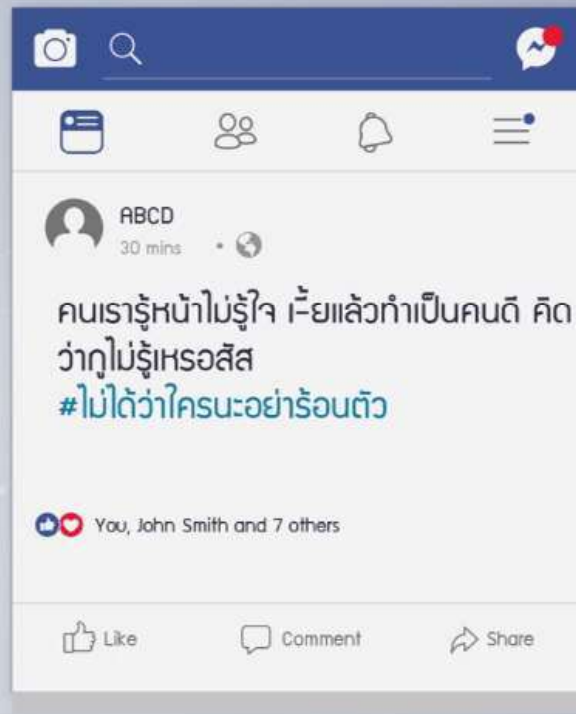 ABCD
30 mins
คนเรารู้หน้าไม่รู้ใจ เ-ี้ยแล้วทำเป็นคนดี คิด
ว่ากูไม่รู้เหรอสัส
#ไม่ได้ว่าใครนะอย่าร้อนตัว
You, John Smith and 7 others
Like Comment Share